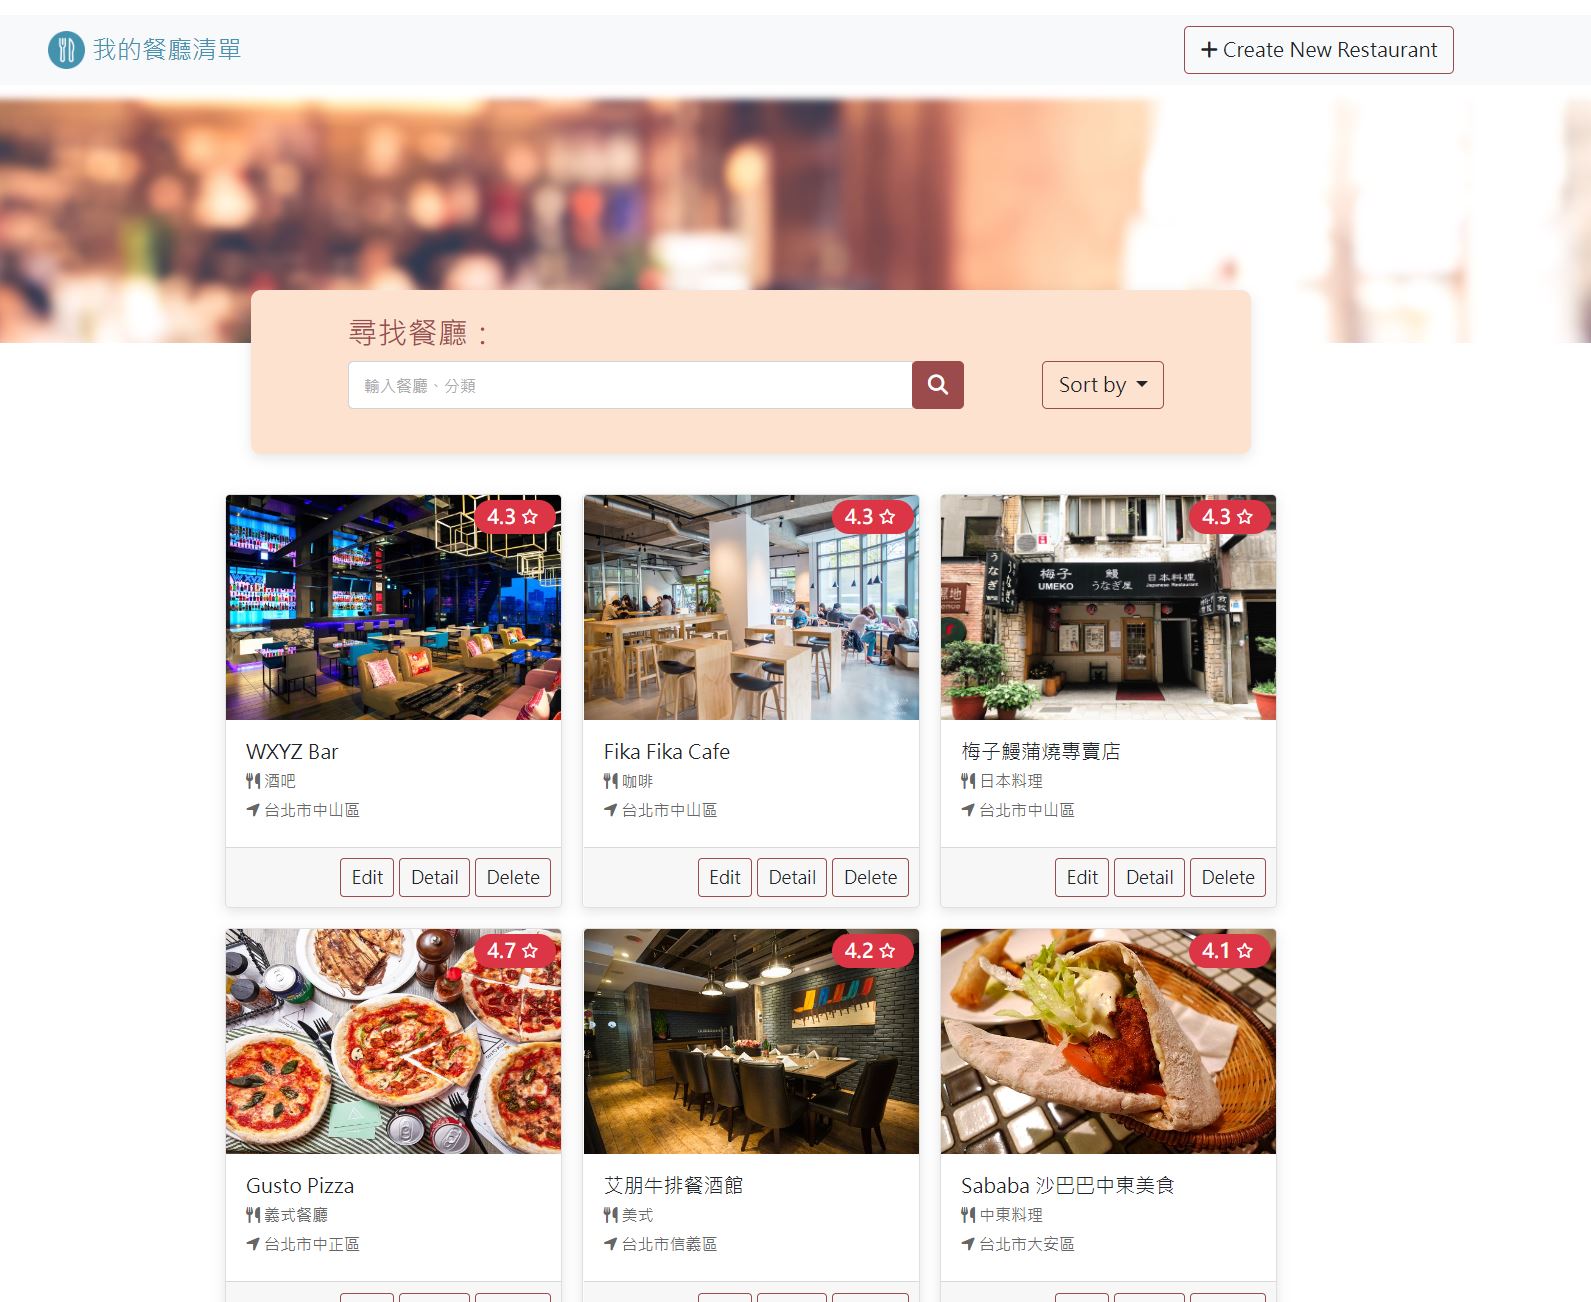 我的餐廳清單
Create New Restaurant
尋找餐廳：
輸入餐廳、分類
Sort by
4.3
4.3
4.3
WXYZ
梅子 鰻 日本料理
UMEKO うなぎ屋 Japanese Restaurant
うなぎ
WXYZ Bar
酒吧
台北市中山區
Edit Detail Delete
Fika Fika Cafe
咖啡
台北市中山區
Edit Detail Delete
梅子鰻蒲燒專賣店
日本料理
台北市中山區
Edit Detail Delete
4.7
4.2
4.1
Gusto Pizza
義式餐廳
台北市中正區
艾朋牛排餐酒館
美式
台北市信義區
Sababa 沙巴巴中東美食
中東料理
台北市大安區